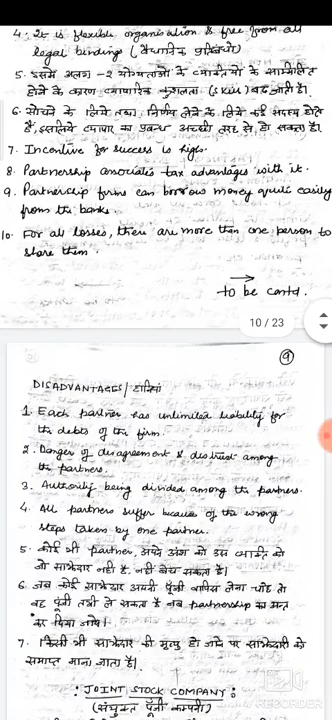 4. It is flexible organisation & free from all
legal bindings (वैधानिक प्रतिबंधों)
5. इसमें अलग-2 योग्यताओं के व्यक्तियों के सम्मिलित
होने के कारण व्यापारिक कुशलता (skill) बढ़ जाती है।
6. सोचने के लिये तथा निर्णय लेने के लिये कई सदस्य होते
हैं, इसलिये व्यापार का प्रबन्ध अच्छी तरह से हो सकता है।
7. Incentive for success is high.
8. Partnership associates tax advantages with it.
9. Partnership firms can borrow money quite easily
from the banks.
10. For all losses, there are more than one person to
share them.
to be contd.
10 / 23
9
DISADVANTAGES / हानियां
1. Each partner has unlimited liability for
the debts of the firm.
2. Danger of disagreement & distrust among
the partners.
3. Authority being divided among the partners.
4. All partners suffer because of the wrong
steps taken by one partner.
5. कोई भी partner, अपने अंश को उस व्यक्ति को
जो साझेदार नहीं है, नहीं बेच सकता है।
6. जब कोई साझेदार अपनी पूँजी वापिस लेना चाहे तो
वह पूंजी तभी ले सकता है जब partnership का अन्त
कर दिया जाये।
7. किसी भी साझेदार की मृत्यु हो जाने पर साझेदारी को
समाप्त माना जाता है।
: JOINT STOCK COMPANY :
(संयुक्त पूँजी कम्पनी)